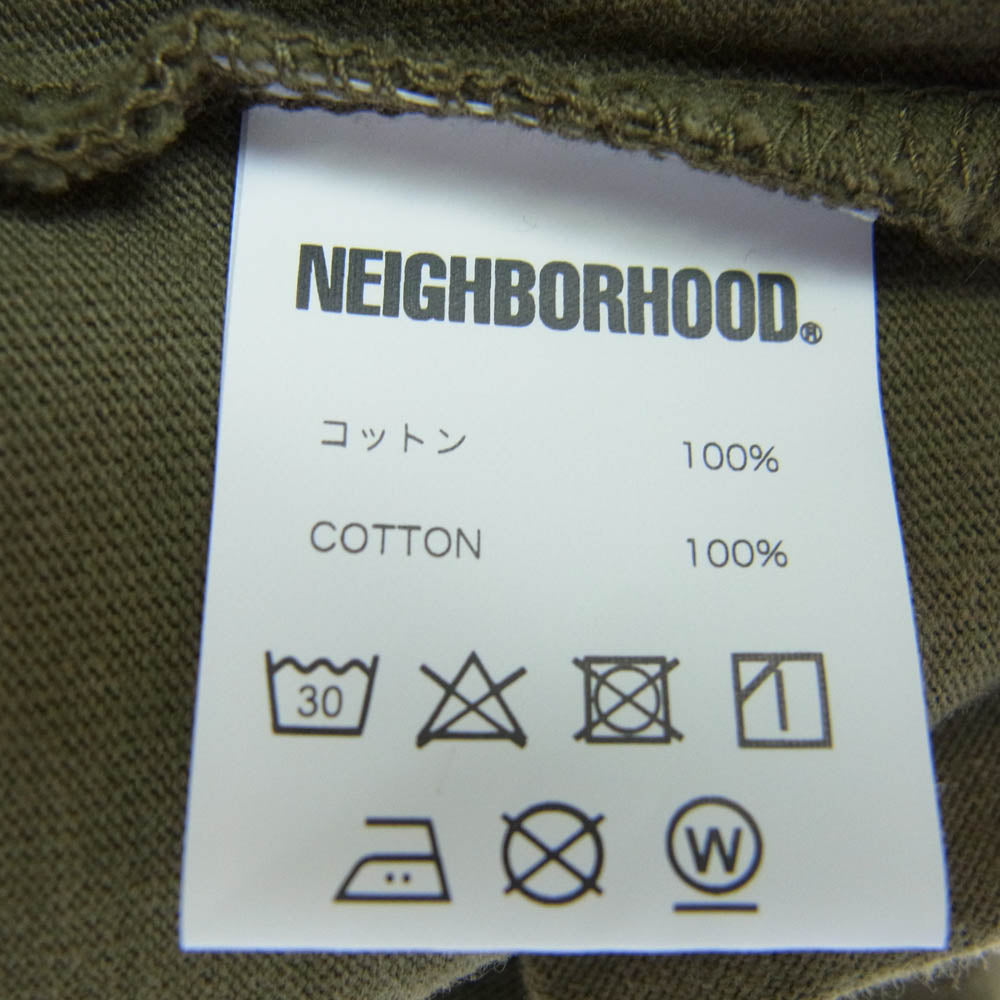 NEIGHBORHOOD®
コットン 100%
COTTON 100%
30
W